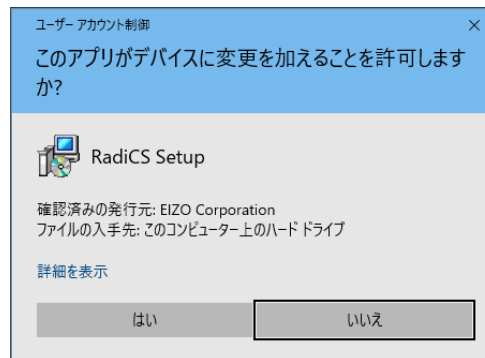 ユーザー アカウント制御
このアプリがデバイスに変更を加えることを許可します
か?
RadiCS Setup
確認済みの発行元: EIZO Corporation
ファイルの入手先: このコンピューター上のハード ドライブ
詳細を表示
はい
いいえ